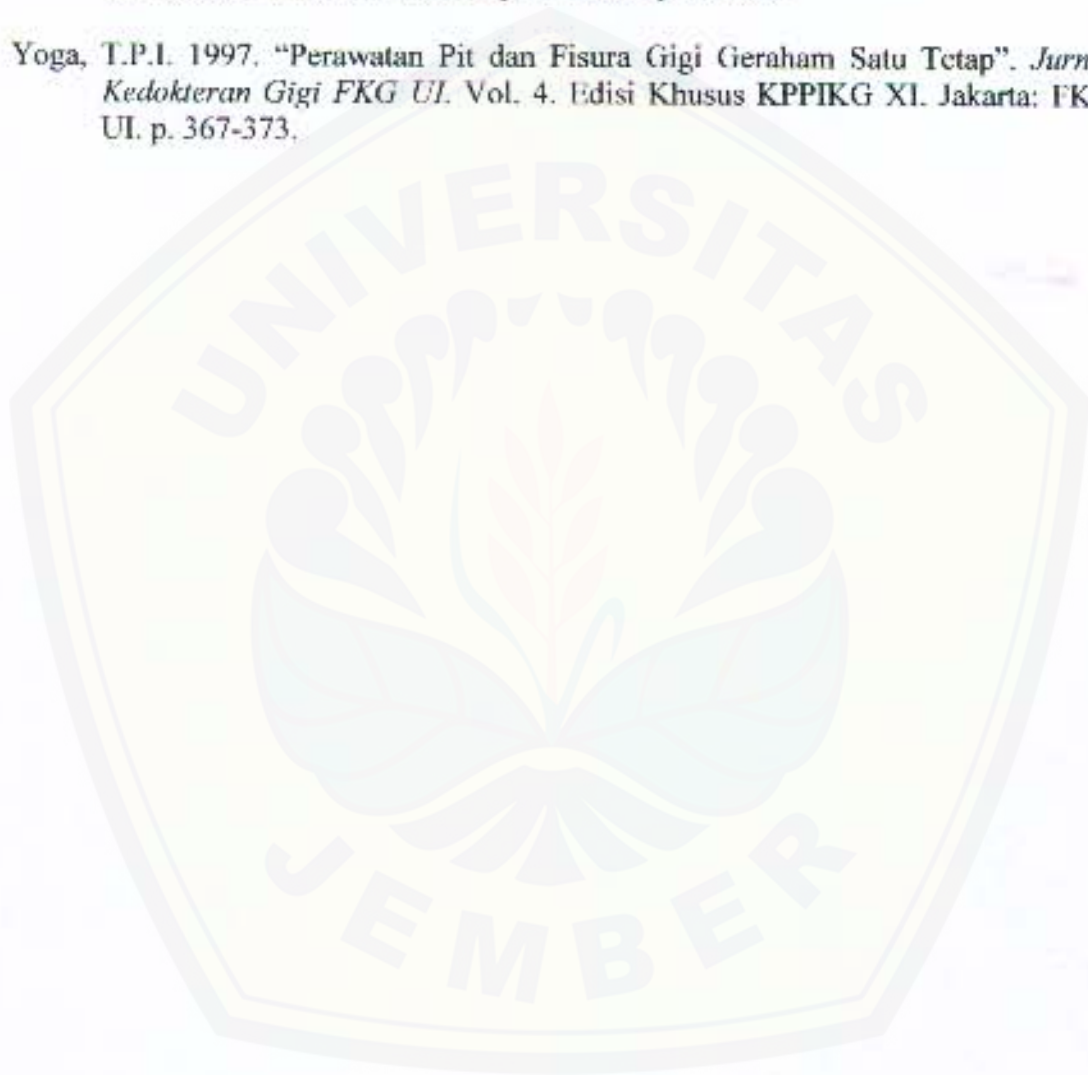 Yoga, T.P.I. 1997. “Perawatan Pit dan Fisura Gigi Geraham Satu Tetap”. Jurn
Kedokteran Gigi FKG UI. Vol. 4. Edisi Khusus KPPIKG XI. Jakarta: FK
UI. p. 367-373.
UNIVERSITAS
JEMBER